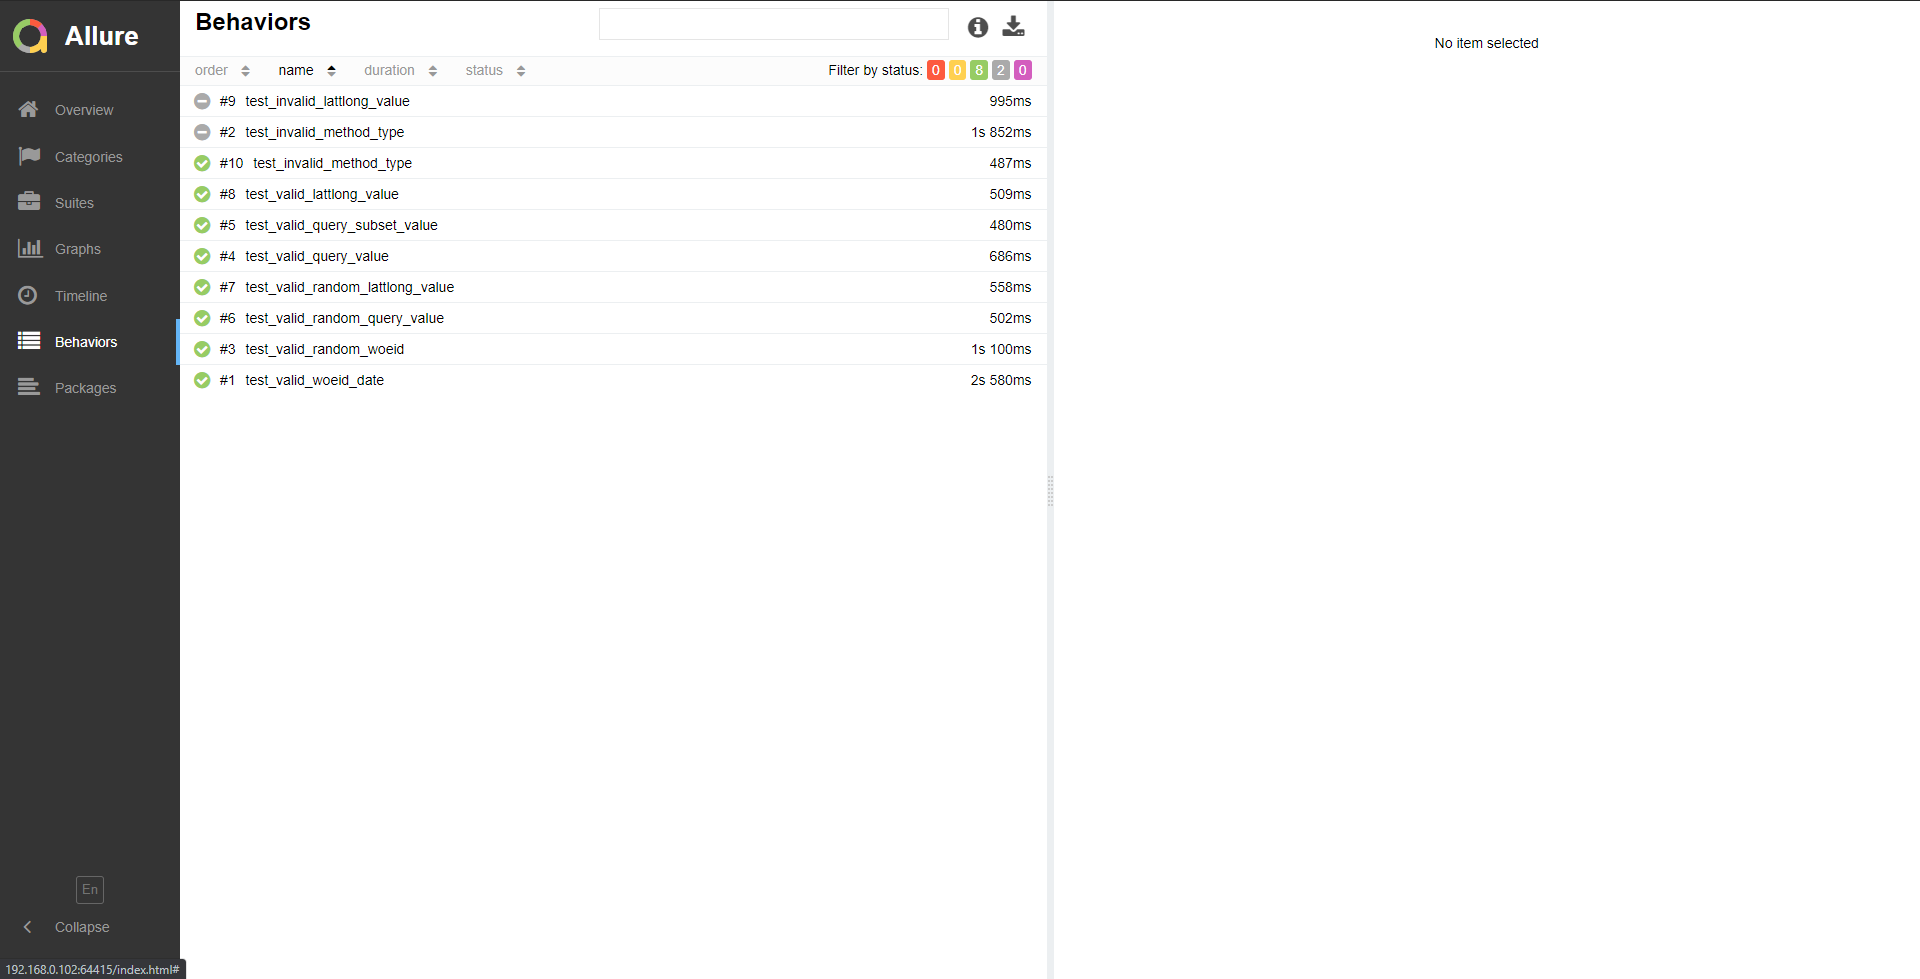 Allure
Overview
Categories
Suites
Graphs
Timeline
Behaviors
Packages
En
Collapse
192.168.0.102:64415/index.html#
Behaviors
order name duration status Filter by status: 0 0 8 2 0
#9 test_invalid_lattlong_value 995ms
#2 test_invalid_method_type 1s 852ms
#10 test_invalid_method_type 487ms
#8 test_valid_lattlong_value 509ms
#5 test_valid_query_subset_value 480ms
#4 test_valid_query_value 686ms
#7 test_valid_random_lattlong_value 558ms
#6 test_valid_random_query_value 502ms
#3 test_valid_random_woeid 1s 100ms
#1 test_valid_woeid_date 2s 580ms
No item selected